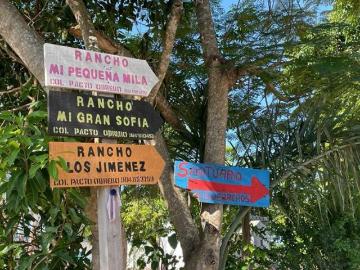 RANCHO
MI PEQUEÑA MILA
COL. PACTO OBRERO
RANCHO
MI GRAN SOFIA
COL. PACTO OBRERO
RANCHO
LOS JIMENEZ
COL. PACTO OBRERO
SANTUARIO